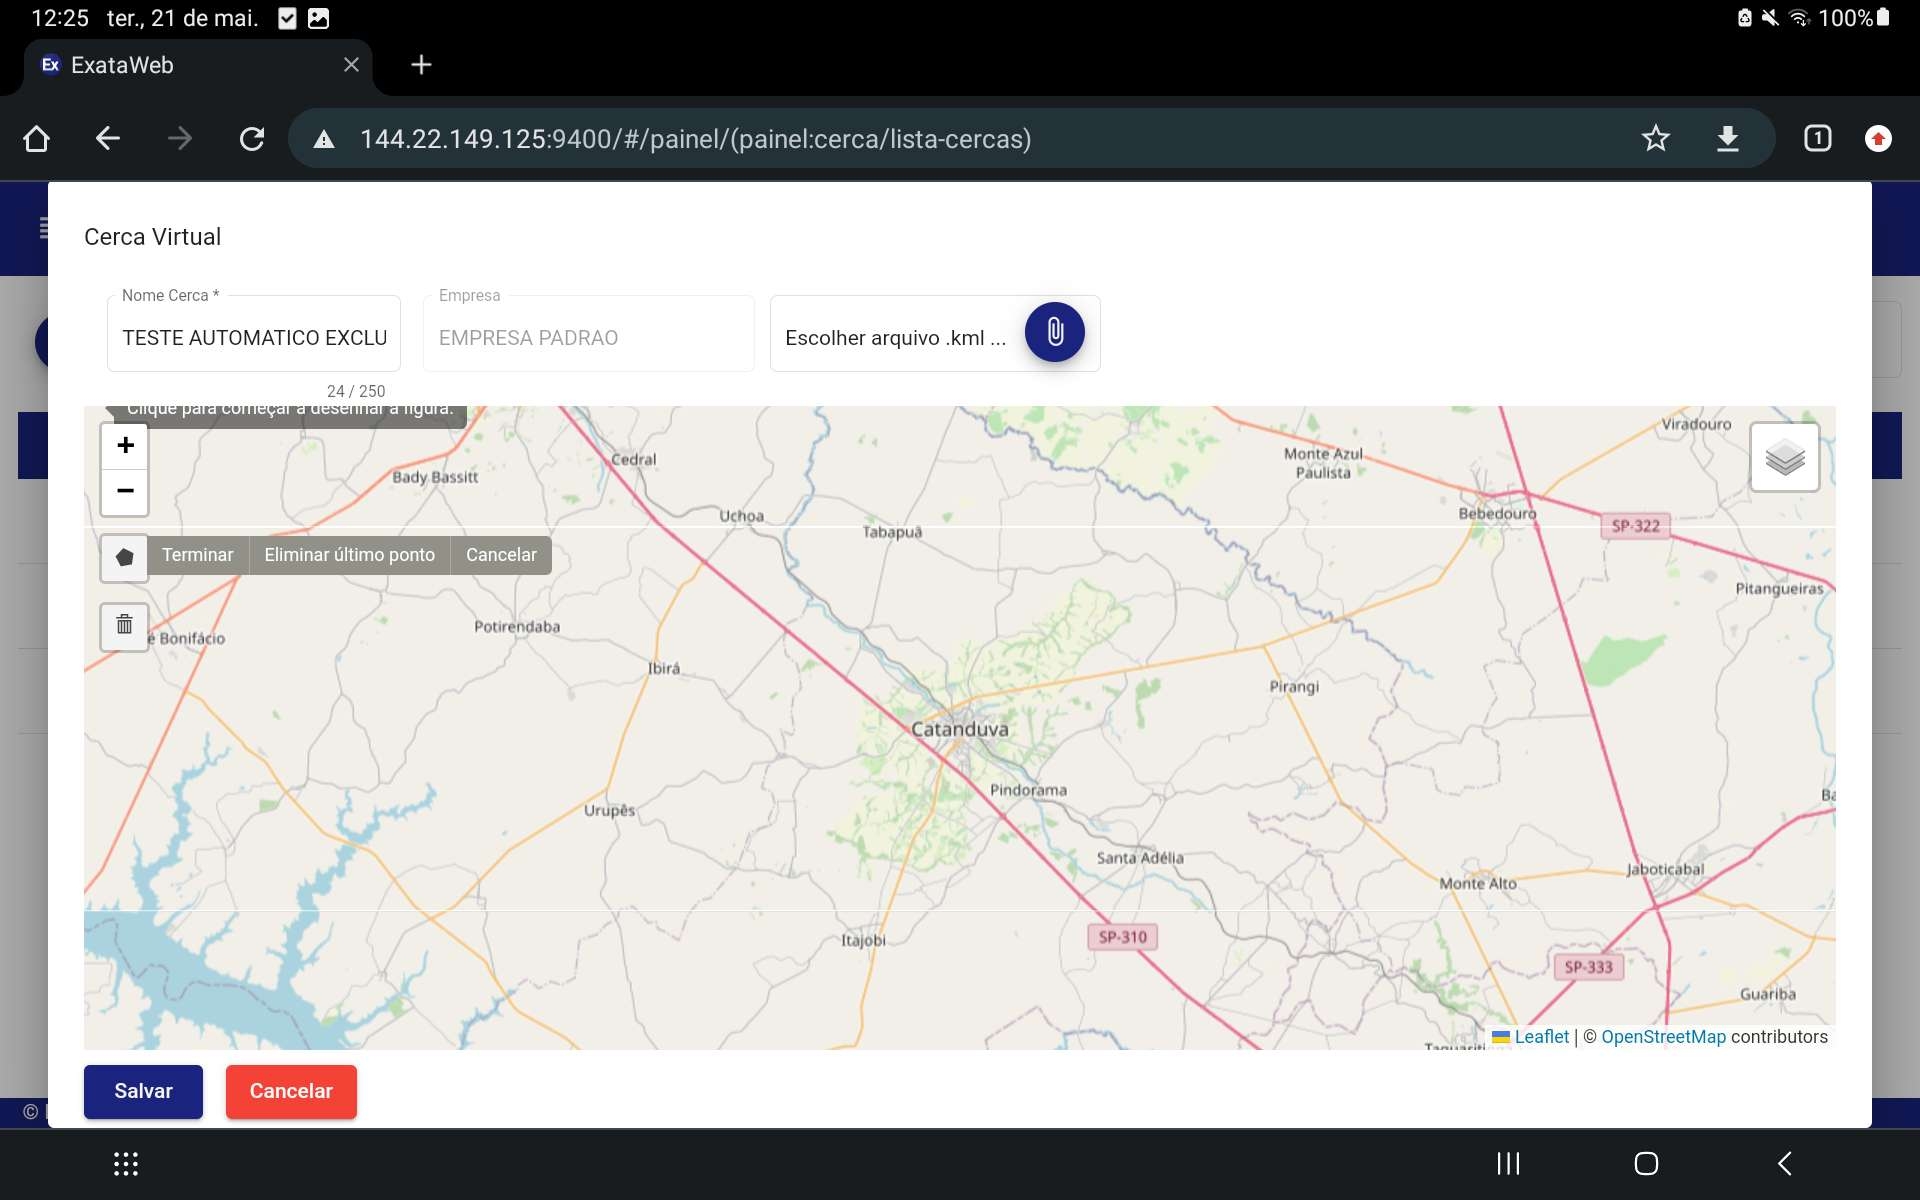 12:25 ter., 21 de mai. 100%
Ex ExataWeb
144.22.149.125:9400/#/painel/(painel:cerca/lista-cercas) 1
Cerca Virtual
Nome Cerca * Empresa
TESTE AUTOMATICO EXCLU EMPRESA PADRAO Escolher arquivo .kml ...
24 / 250
Clique para começar a desenhar a figura.
Viradouro
+
Cedral
Monte Azul
Paulista
Bady Bassitt
−
Uchoa
Bebedouro
SP-322
Tabapuã
Terminar Eliminar último ponto Cancelar
Pitangueiras
Potirendaba
é Bonifácio
Ibirá
Pirangi
Catanduva
Pindorama
Ba
Urupês
Santa Adélia
Jaboticabal
Monte Alto
Itajobi
SP-310
SP-333
Guariba
Leaflet | © OpenStreetMap contributors
Salvar Cancelar
©